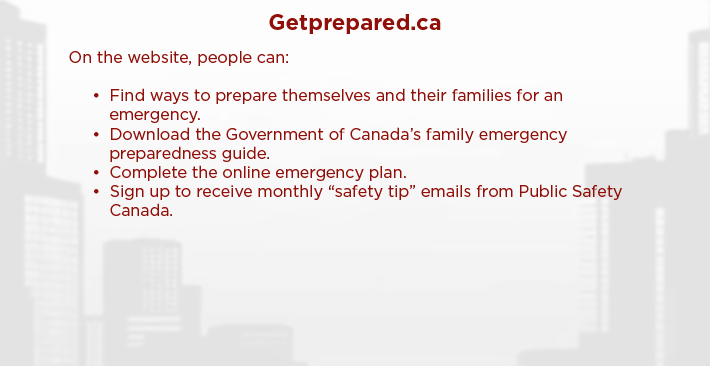 Getprepared.ca
On the website, people can:
• Find ways to prepare themselves and their families for an
emergency.
• Download the Government of Canada’s family emergency
preparedness guide.
• Complete the online emergency plan.
• Sign up to receive monthly “safety tip” emails from Public Safety
Canada.